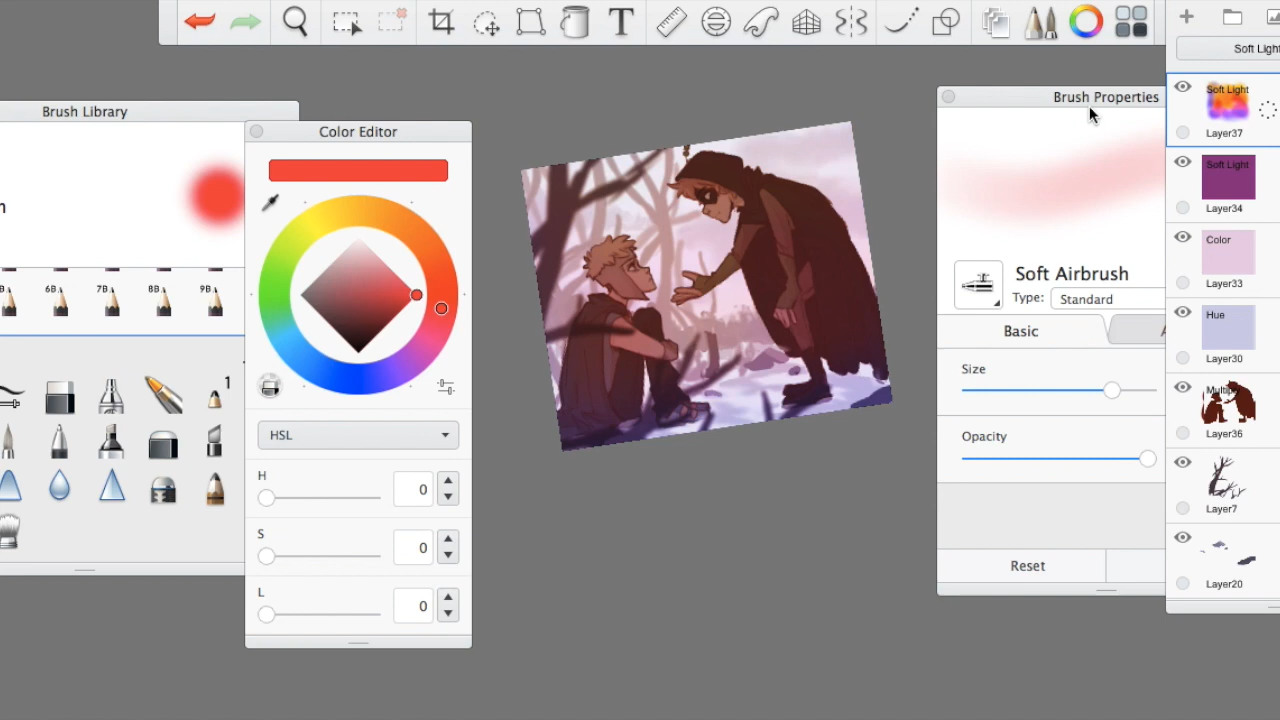 T
Soft Light
Brush Library
Color Editor
Brush Properties
Soft Light
Layer37
Soft Light
Layer34
Color
Layer33
Hue
Layer30
Layer36
Layer7
Layer20
6B
7B
8B
9B
1
HSL
H
0
S
0
L
0
Soft Airbrush
Type: Standard
Basic
Size
Opacity
Reset